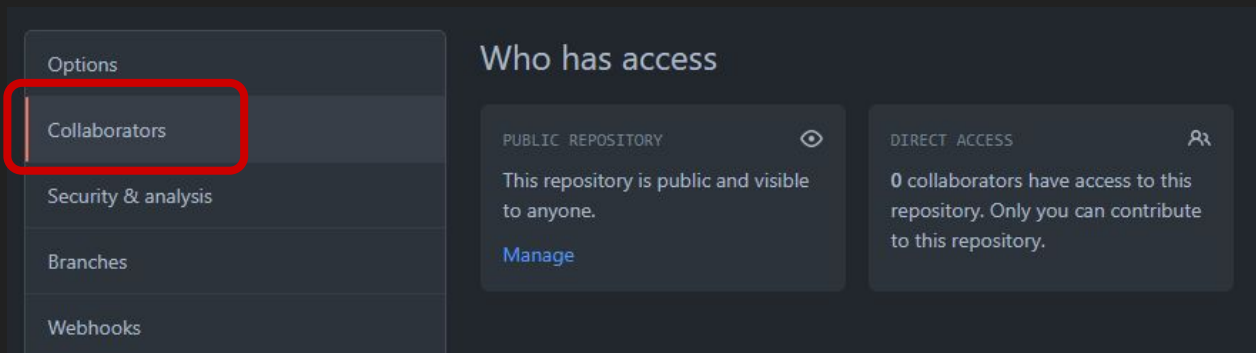 Options
Collaborators
Security & analysis
Branches
Webhooks
Who has access
PUBLIC REPOSITORY
This repository is public and visible
to anyone.
Manage
DIRECT ACCESS
0 collaborators have access to this
repository. Only you can contribute
to this repository.